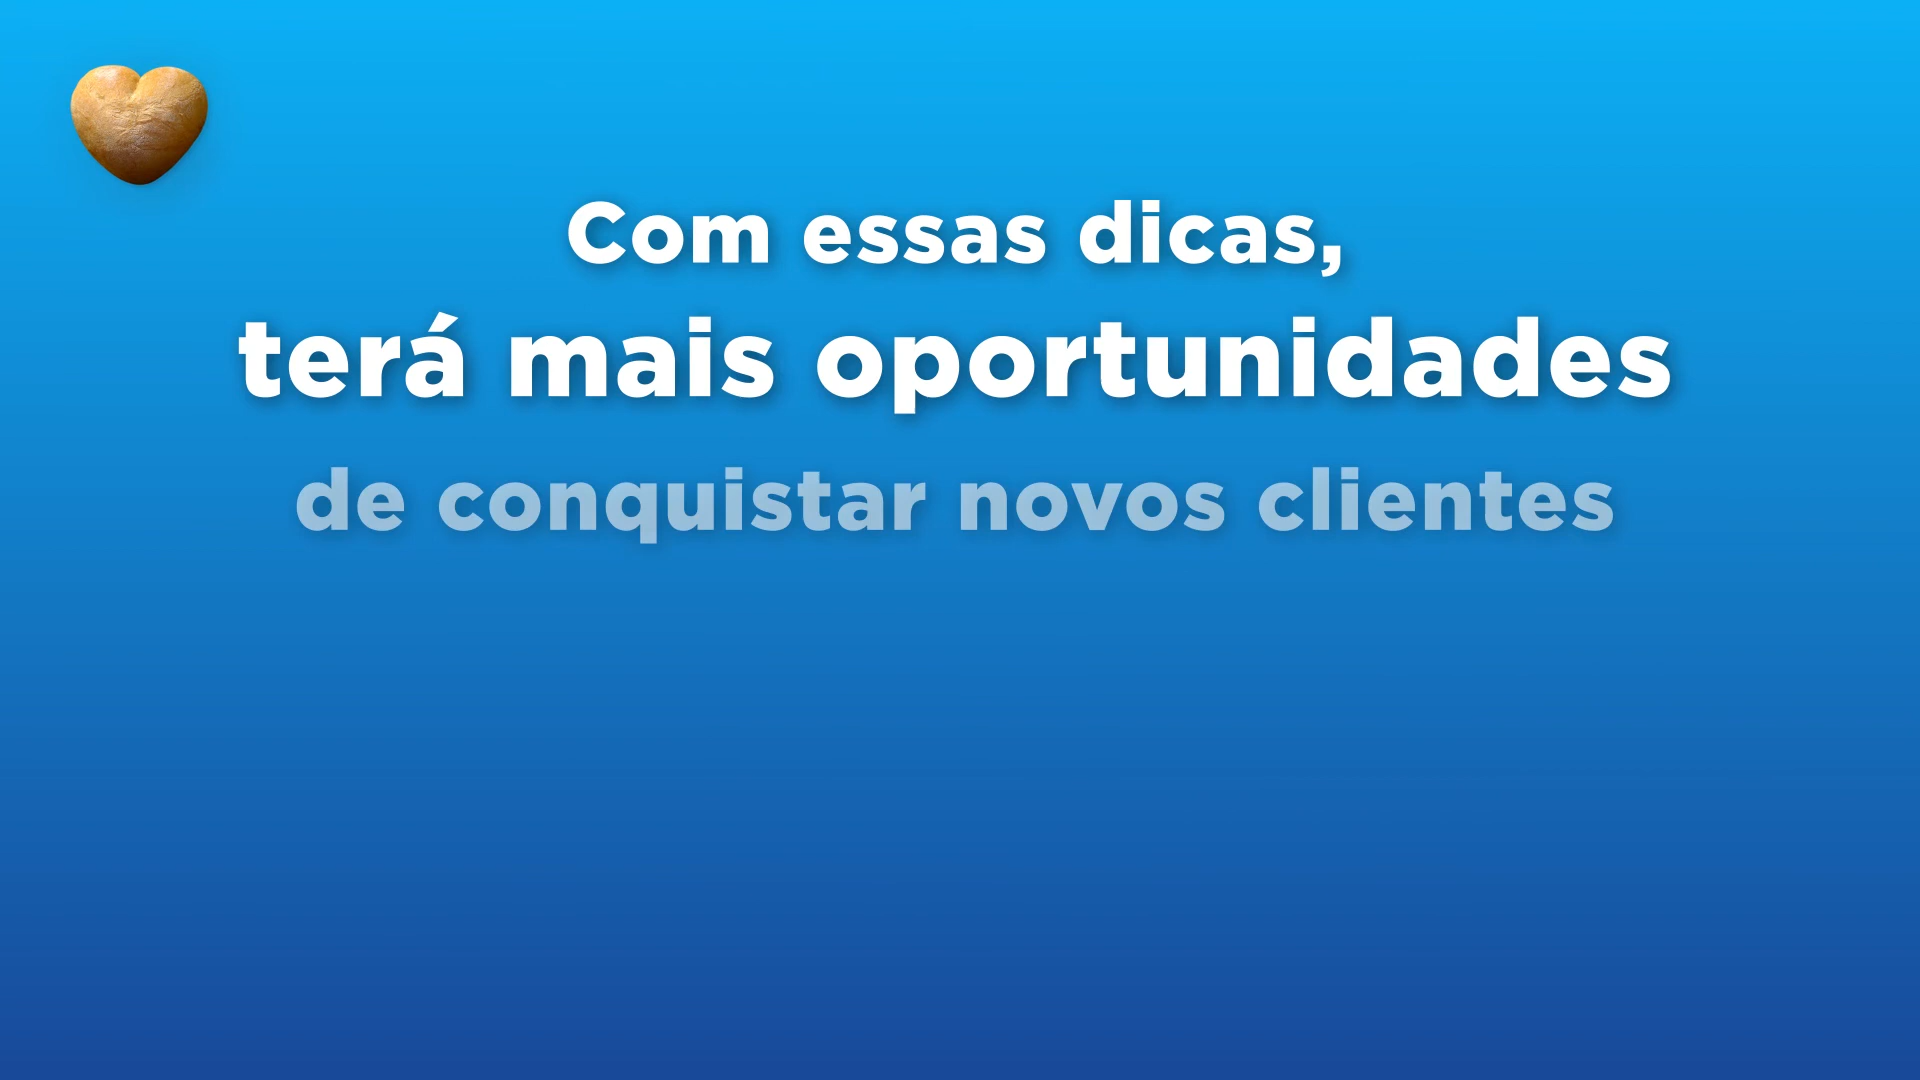 Com essas dicas,
terá mais oportunidades
de conquistar novos clientes